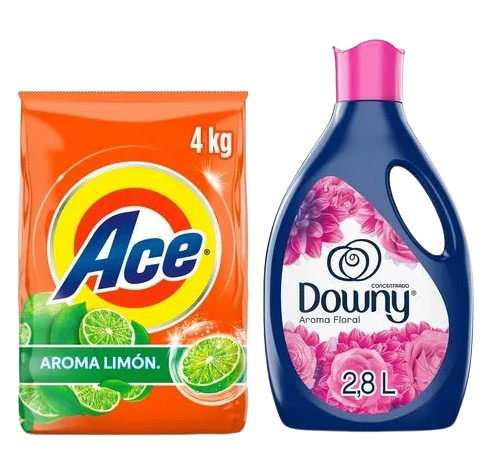 4 kg
Ace®
AROMA LIMÓN.
CONCENTRADO
Downy®
Aroma Floral
2,8 L